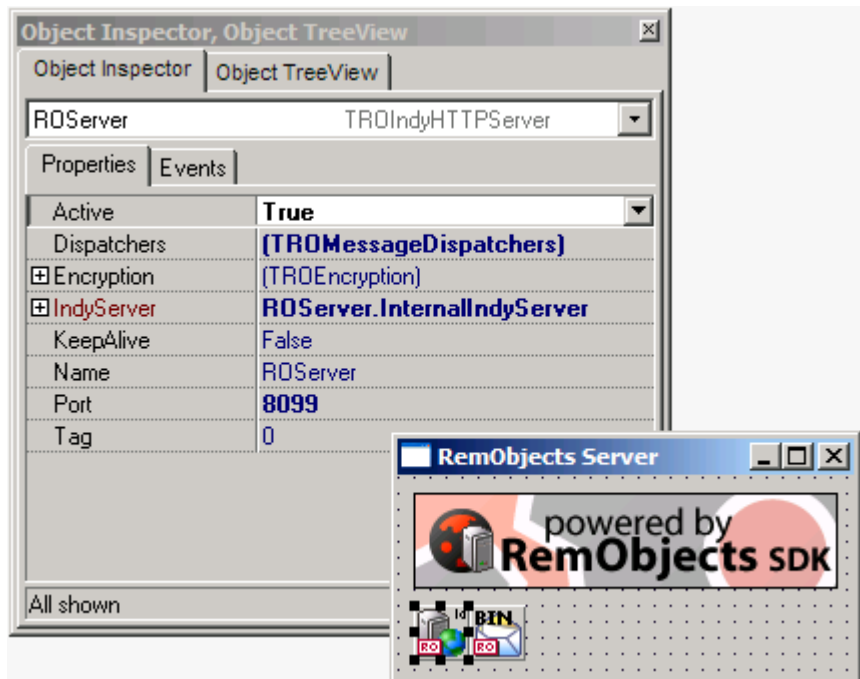 Object Inspector, Object TreeView
Object Inspector Object TreeView
ROServer TROIndyHTTPServer
Properties Events
Active True
Dispatchers (TROMessageDispatchers)
Encryption (TROEncryption)
IndyServer ROServer.InternalIndyServer
KeepAlive False
Name ROServer
Port 8099
Tag 0
All shown
RemObjects Server
powered by
RemObjects SDK
Id BIN
RO RO